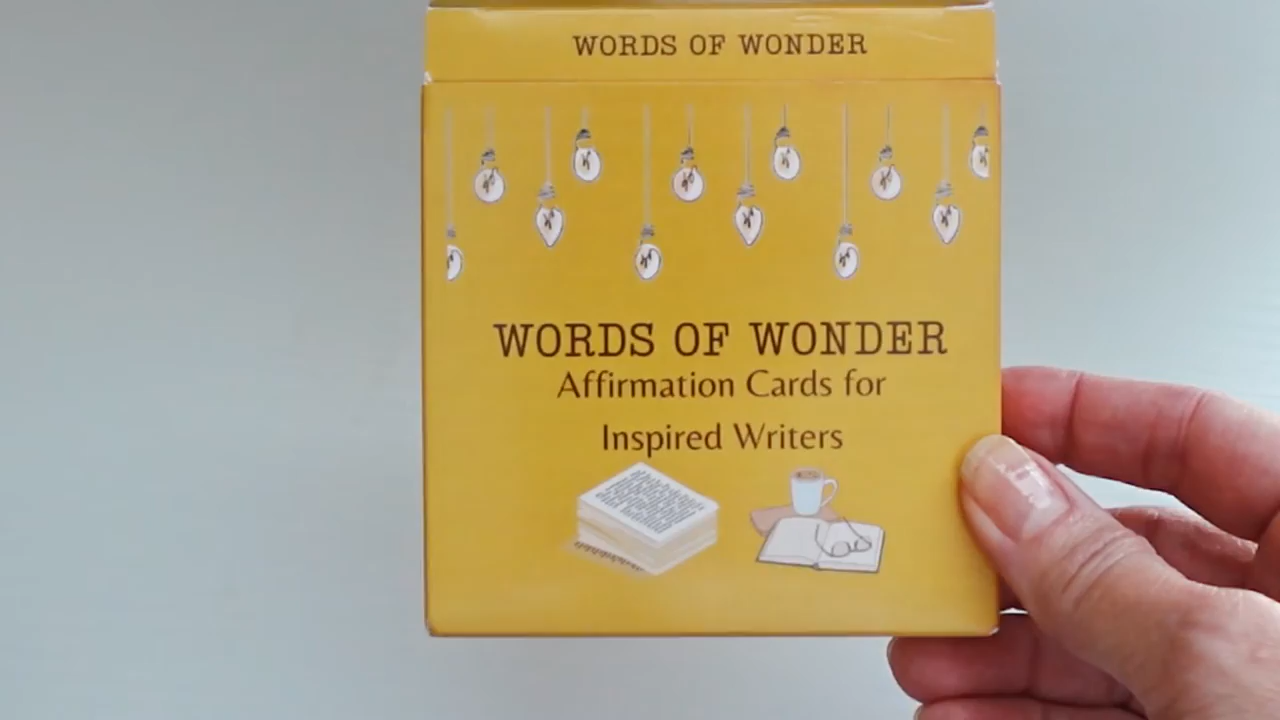 WORDS OF WONDER
WORDS OF WONDER
Affirmation Cards for
Inspired Writers